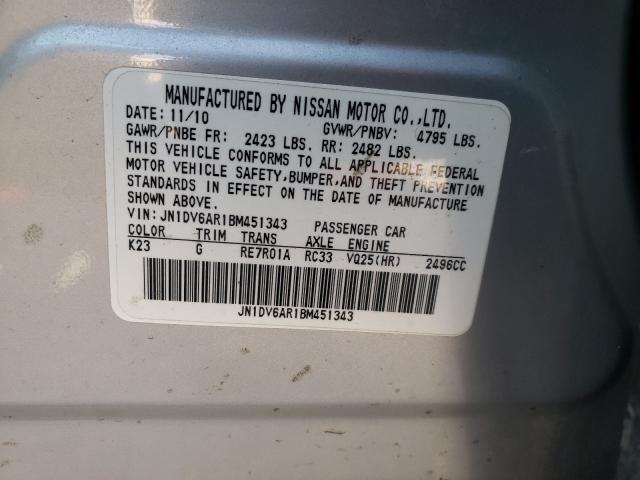 MANUFACTURED BY NISSAN MOTOR CO.,LTD.
DATE: 11/10 GVWR/PNBV: 4795 LBS.
GAWR/PNBE FR: 2423 LBS. RR: 2482 LBS.
THIS VEHICLE CONFORMS TO ALL APPLICABLE FEDERAL
MOTOR VEHICLE SAFETY,BUMPER,AND THEFT PREVENTION
STANDARDS IN EFFECT ON THE DATE OF MANUFACTURE
SHOWN ABOVE.
VIN: JN1DV6AR1BM451343 PASSENGER CAR
COLOR TRIM TRANS AXLE ENGINE
K23 G RE7R01A RC33 VQ25(HR) 2496CC
JN1DV6AR1BM451343